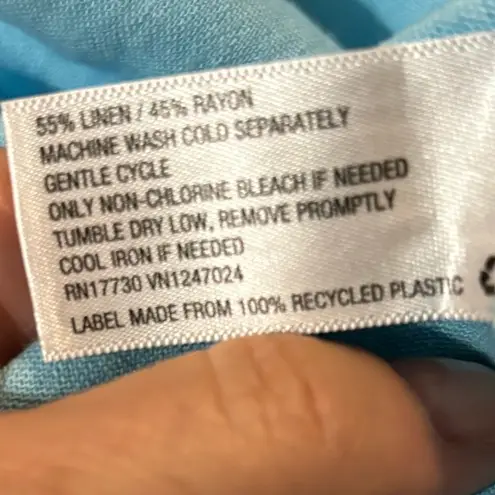 55% LINEN / 45% RAYON
MACHINE WASH COLD SEPARATELY
GENTLE CYCLE
ONLY NON-CHLORINE BLEACH IF NEEDED
TUMBLE DRY LOW, REMOVE PROMPTLY
COOL IRON IF NEEDED
RN17730 VN1247024
LABEL MADE FROM 100% RECYCLED PLASTIC